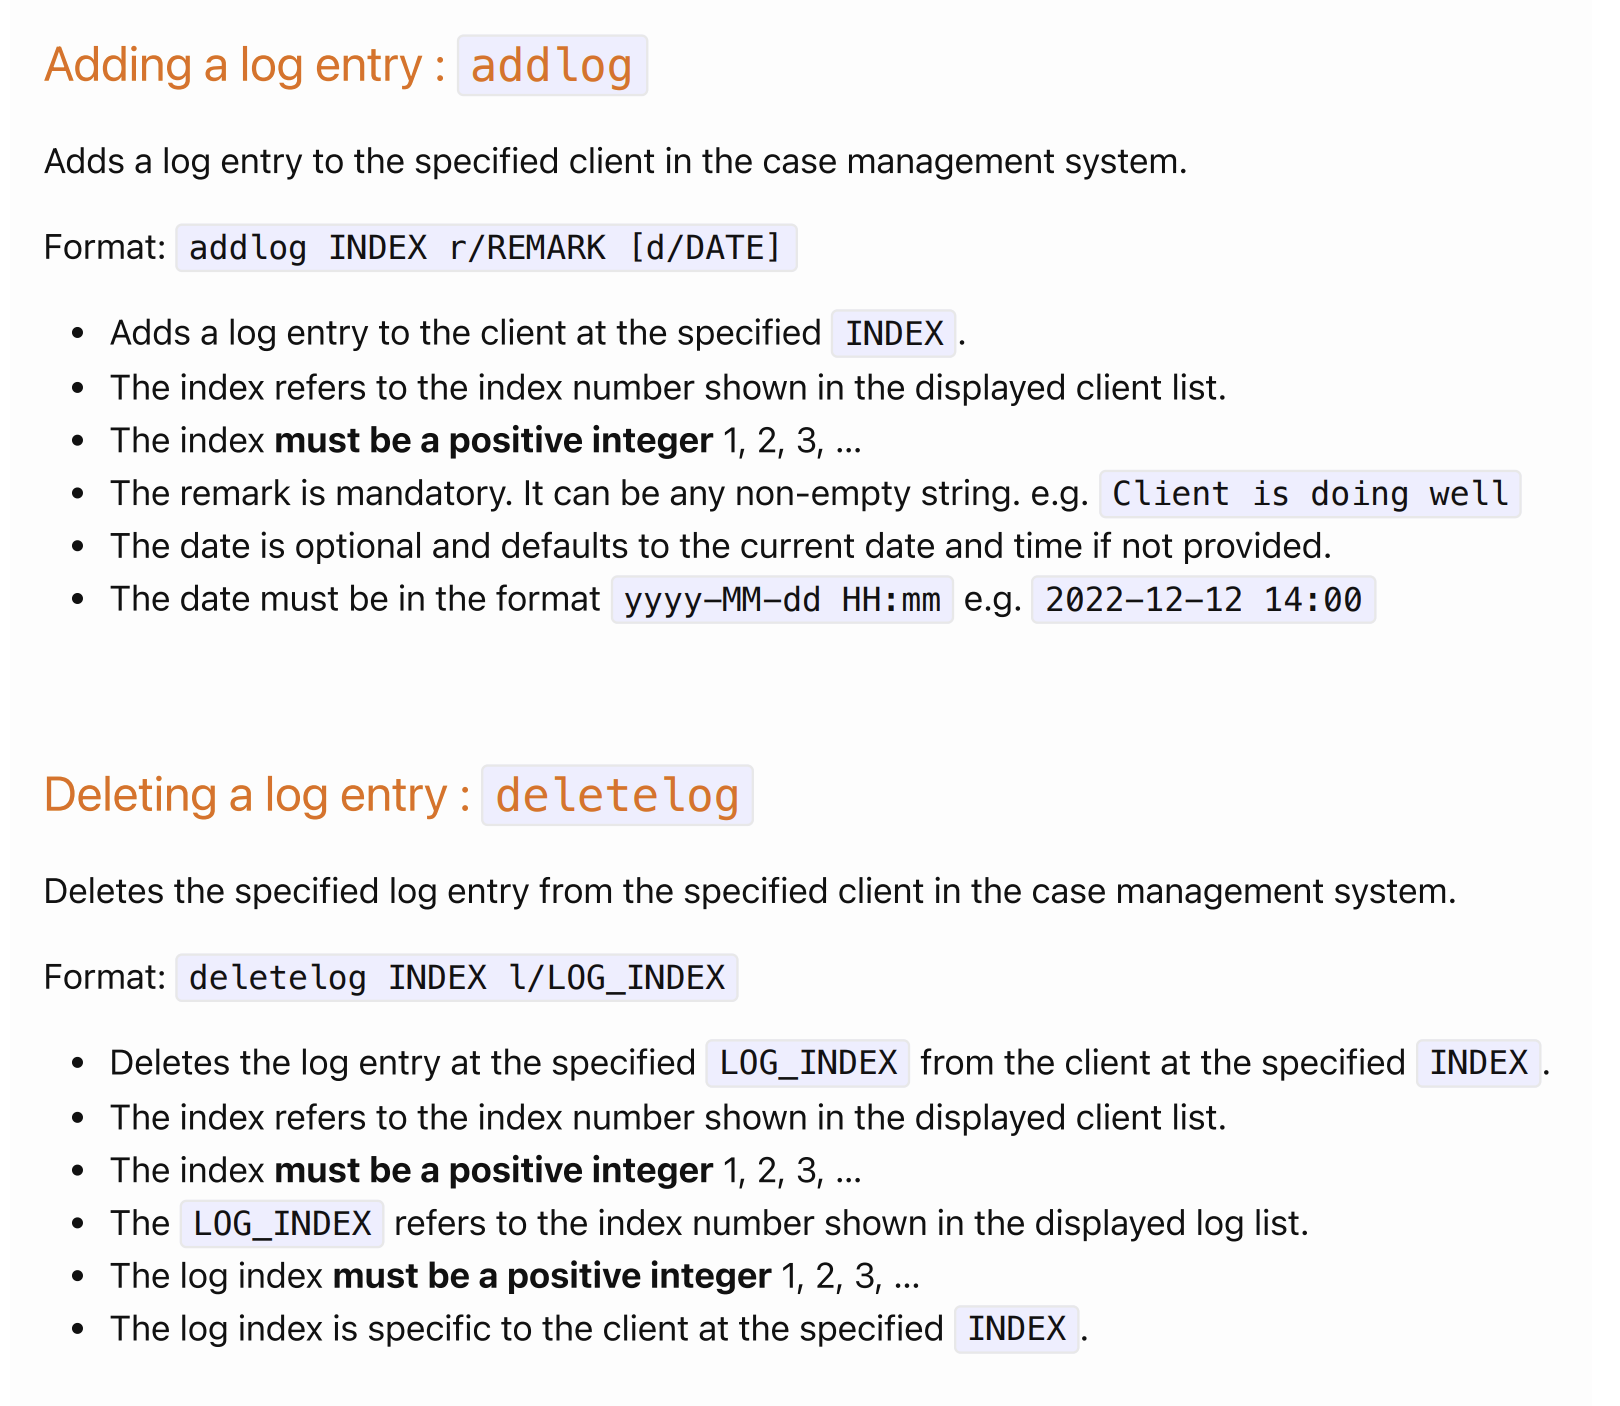 Adding a log entry : addlog
Adds a log entry to the specified client in the case management system.
Format: addlog INDEX r/REMARK [d/DATE]
• Adds a log entry to the client at the specified INDEX.
• The index refers to the index number shown in the displayed client list.
• The index must be a positive integer 1, 2, 3, …
• The remark is mandatory. It can be any non-empty string. e.g. Client is doing well
• The date is optional and defaults to the current date and time if not provided.
• The date must be in the format yyyy-MM-dd HH:mm e.g. 2022-12-12 14:00
Deleting a log entry : deletelog
Deletes the specified log entry from the specified client in the case management system.
Format: deletelog INDEX l/LOG_INDEX
• Deletes the log entry at the specified LOG_INDEX from the client at the specified INDEX.
• The index refers to the index number shown in the displayed client list.
• The index must be a positive integer 1, 2, 3, …
• The LOG_INDEX refers to the index number shown in the displayed log list.
• The log index must be a positive integer 1, 2, 3, …
• The log index is specific to the client at the specified INDEX.